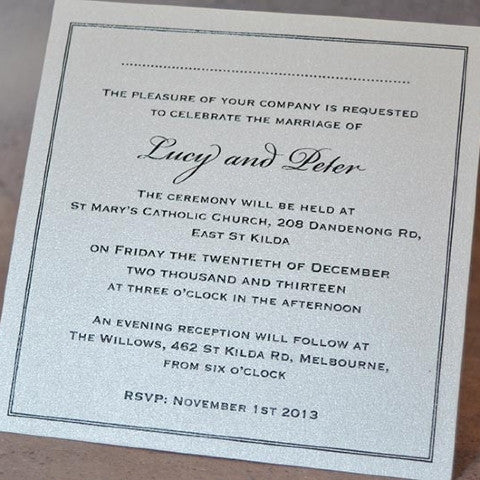 THE PLEASURE OF YOUR COMPANY IS REQUESTED
TO CELEBRATE THE MARRIAGE OF
Lucy and Peter
THE CEREMONY WILL BE HELD AT
ST MARY'S CATHOLIC CHURCH, 208 DANDENONG RD,
EAST ST KILDA
ON FRIDAY THE TWENTIETH OF DECEMBER
TWO THOUSAND AND THIRTEEN
AT THREE O'CLOCK IN THE AFTERNOON
AN EVENING RECEPTION WILL FOLLOW AT
THE WILLOWS, 462 ST KILDA RD, MELBOURNE,
FROM SIX O'CLOCK
RSVP: NOVEMBER 1ST 2013